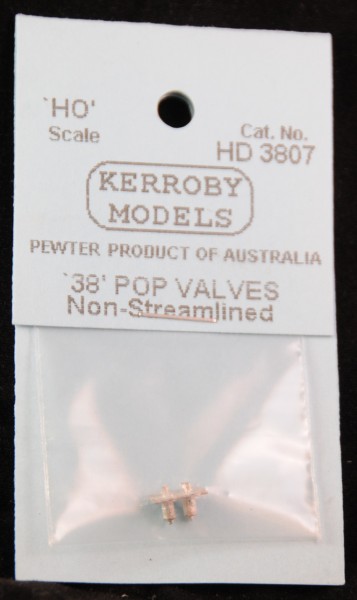 'HO'
Scale
Cat. No.
HD 3807
KERROBY
MODELS
PEWTER PRODUCT OF AUSTRALIA
'38' POP VALVES
Non-Streamlined